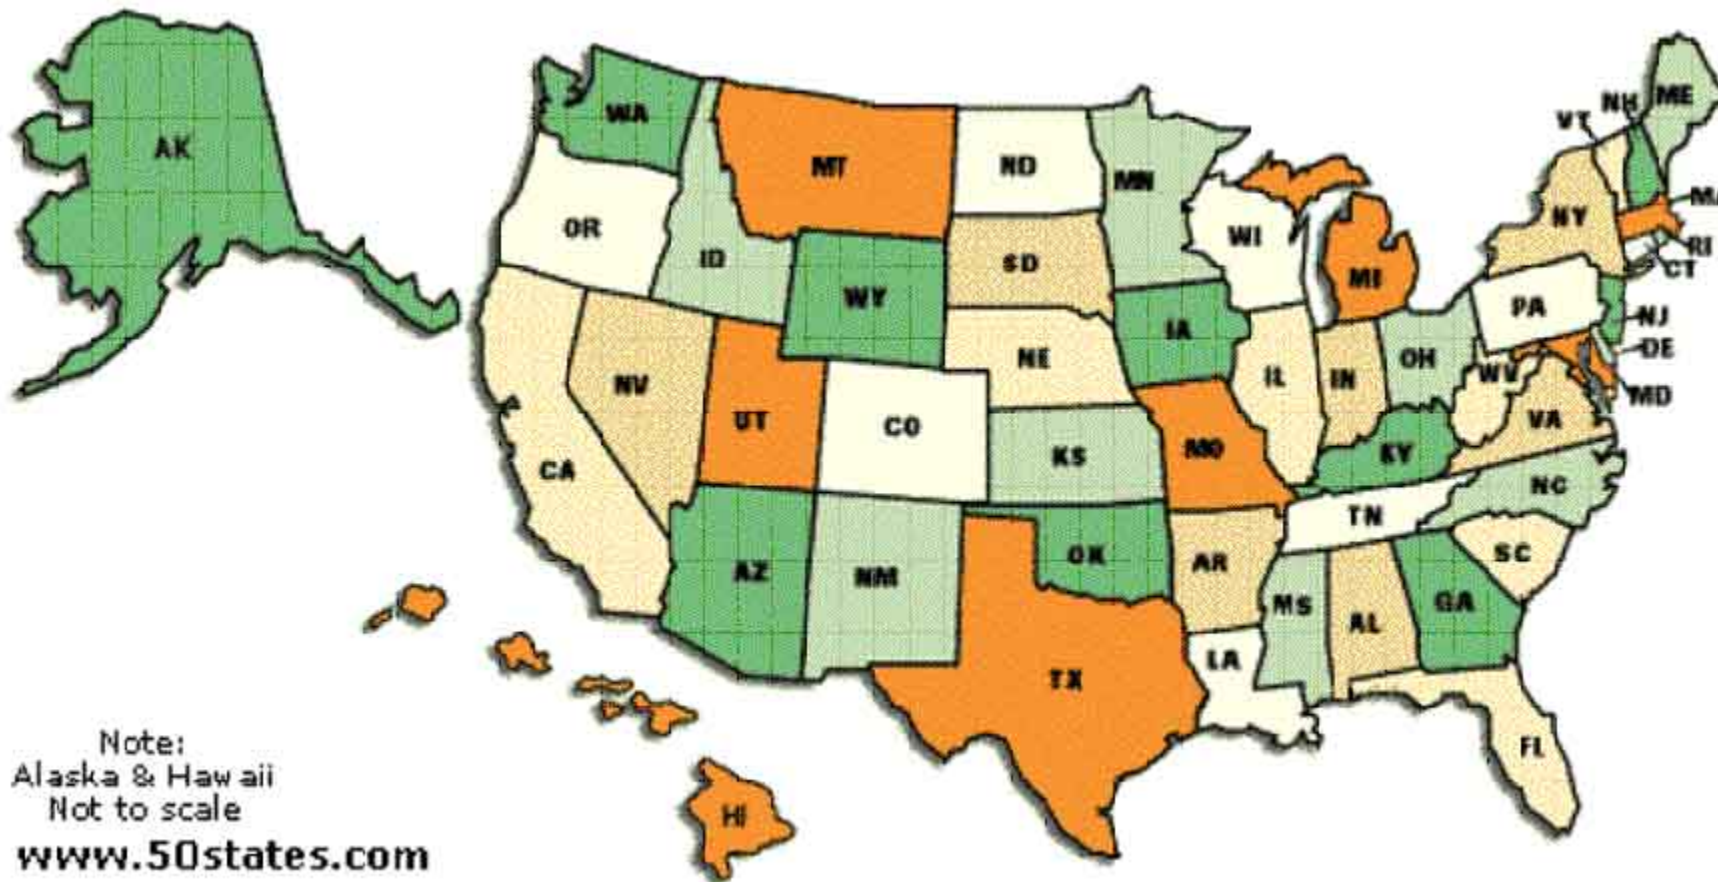 AK
WA
MT
ND
MN
NH
ME
VT
OR
ID
WY
SD
WI
MI
NY
MA
RI
CT
NE
IA
PA
NJ
DE
MD
NV
UT
CO
KS
MO
IL
IN
OH
WV
VA
CA
KY
NC
TN
AZ
NM
OK
AR
SC
MS
AL
GA
TX
LA
FL
HI
Note:
Alaska & Hawaii
Not to scale
www.50states.com